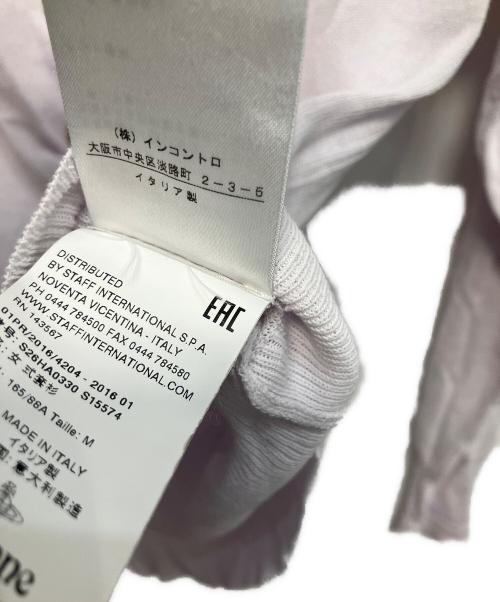 (株) インコントロ
大阪市中央区淡路町 2-3-5
イタリア製
DISTRIBUTED
BY STAFF INTERNATIONAL S.P.A.
NOVENTA VICENTINA - ITALY
PH 0444 784500 FAX 0444 784580
WWW.STAFFINTERNATIONAL.COM
RN 143567
EAC
01PR/2016/4204 - 2016 01
号: S26HA0330 S15574
: 女 式套衫
: 165/88A Taille: M
MADE IN ITALY
イタリア製
国: 意大利製造